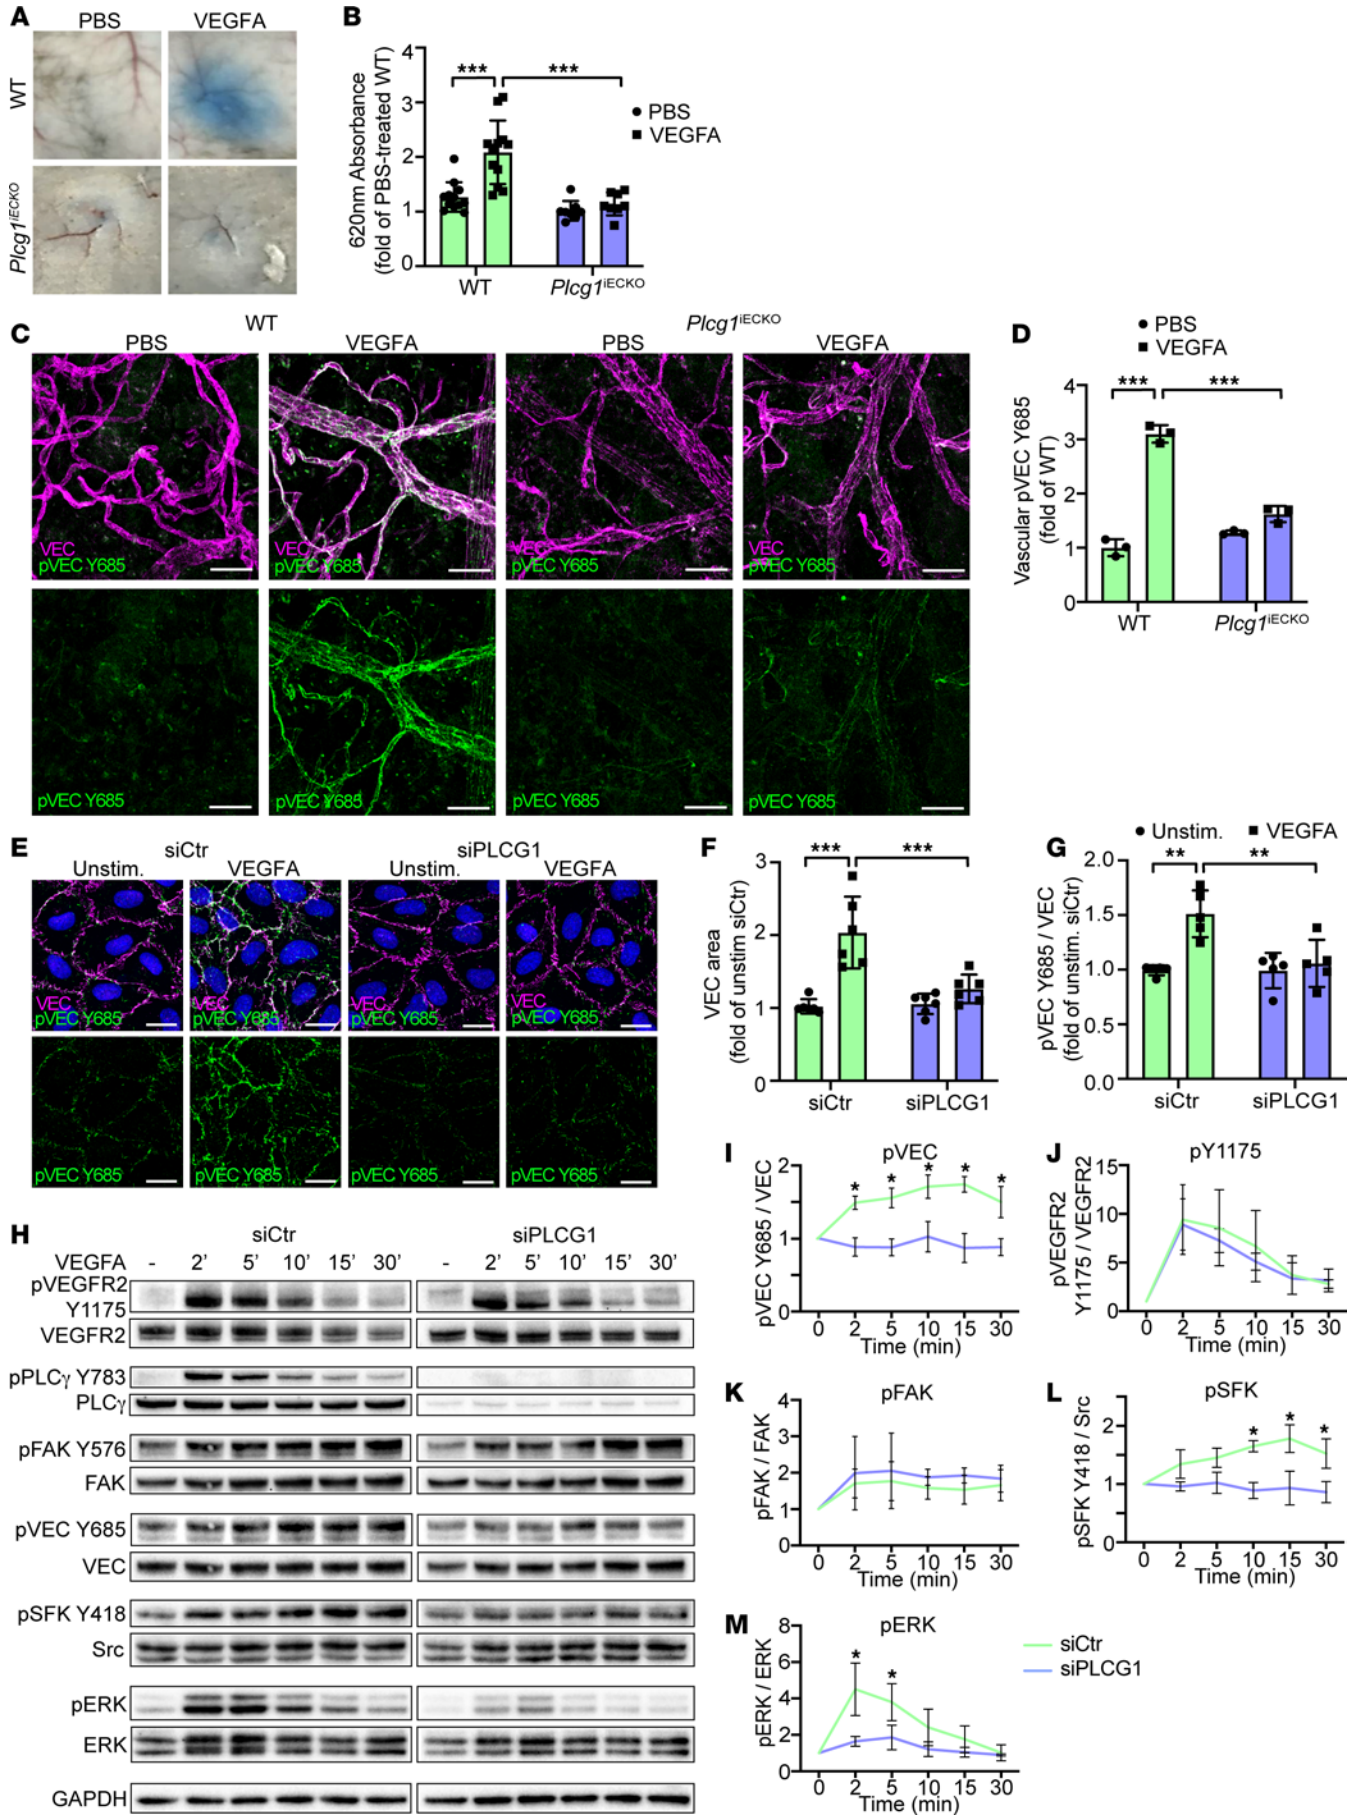 A
PBS
VEGFA
WT
Plcg1iECKO
B
620nm Absorbance
(fold of PBS-treated WT)
4
3
2
1
0
***
***
PBS
VEGFA
WT
Plcg1iECKO
C
WT
Plcg1iECKO
PBS
VEGFA
PBS
VEGFA
VEC
pVEC Y685
VEC
pVEC Y685
VEC
pVEC Y685
VEC
pVEC Y685
pVEC Y685
pVEC Y685
pVEC Y685
pVEC Y685
D
PBS
VEGFA
Vascular pVEC Y685
(fold of WT)
4
3
2
1
0
***
***
WT
Plcg1iECKO
E
siCtr
siPLCG1
Unstim.
VEGFA
Unstim.
VEGFA
VEC
pVEC Y685
VEC
pVEC Y685
VEC
pVEC Y685
VEC
pVEC Y685
pVEC Y685
pVEC Y685
pVEC Y685
pVEC Y685
F
VEC area
(fold of unstim siCtr)
3
2
1
0
***
***
siCtr
siPLCG1
G
Unstim.
VEGFA
pVEC Y685 / VEC
(fold of unstim. siCtr)
2.0
1.5
1.0
0.5
0.0
**
**
siCtr
siPLCG1
H
siCtr
siPLCG1
VEGFA - 2' 5' 10' 15' 30' - 2' 5' 10' 15' 30'
pVEGFR2
Y1175
VEGFR2
pPLCγ Y783
PLCγ
pFAK Y576
FAK
pVEC Y685
VEC
pSFK Y418
Src
pERK
ERK
GAPDH
I
pVEC
pVEC Y685 / VEC
2
1
0
* * * * *
0 2 5 10 15 30
Time (min)
J
pY1175
pVEGFR2
Y1175 / VEGFR2
15
10
5
0
0 2 5 10 15 30
Time (min)
K
pFAK
pFAK / FAK
4
3
2
1
0
0 2 5 10 15 30
Time (min)
L
pSFK
pSFK Y418 / Src
2
1
0
* * *
0 2 5 10 15 30
Time (min)
M
pERK
pERK / ERK
8
6
4
2
0
* *
0 2 5 10 15 30
Time (min)
siCtr
siPLCG1